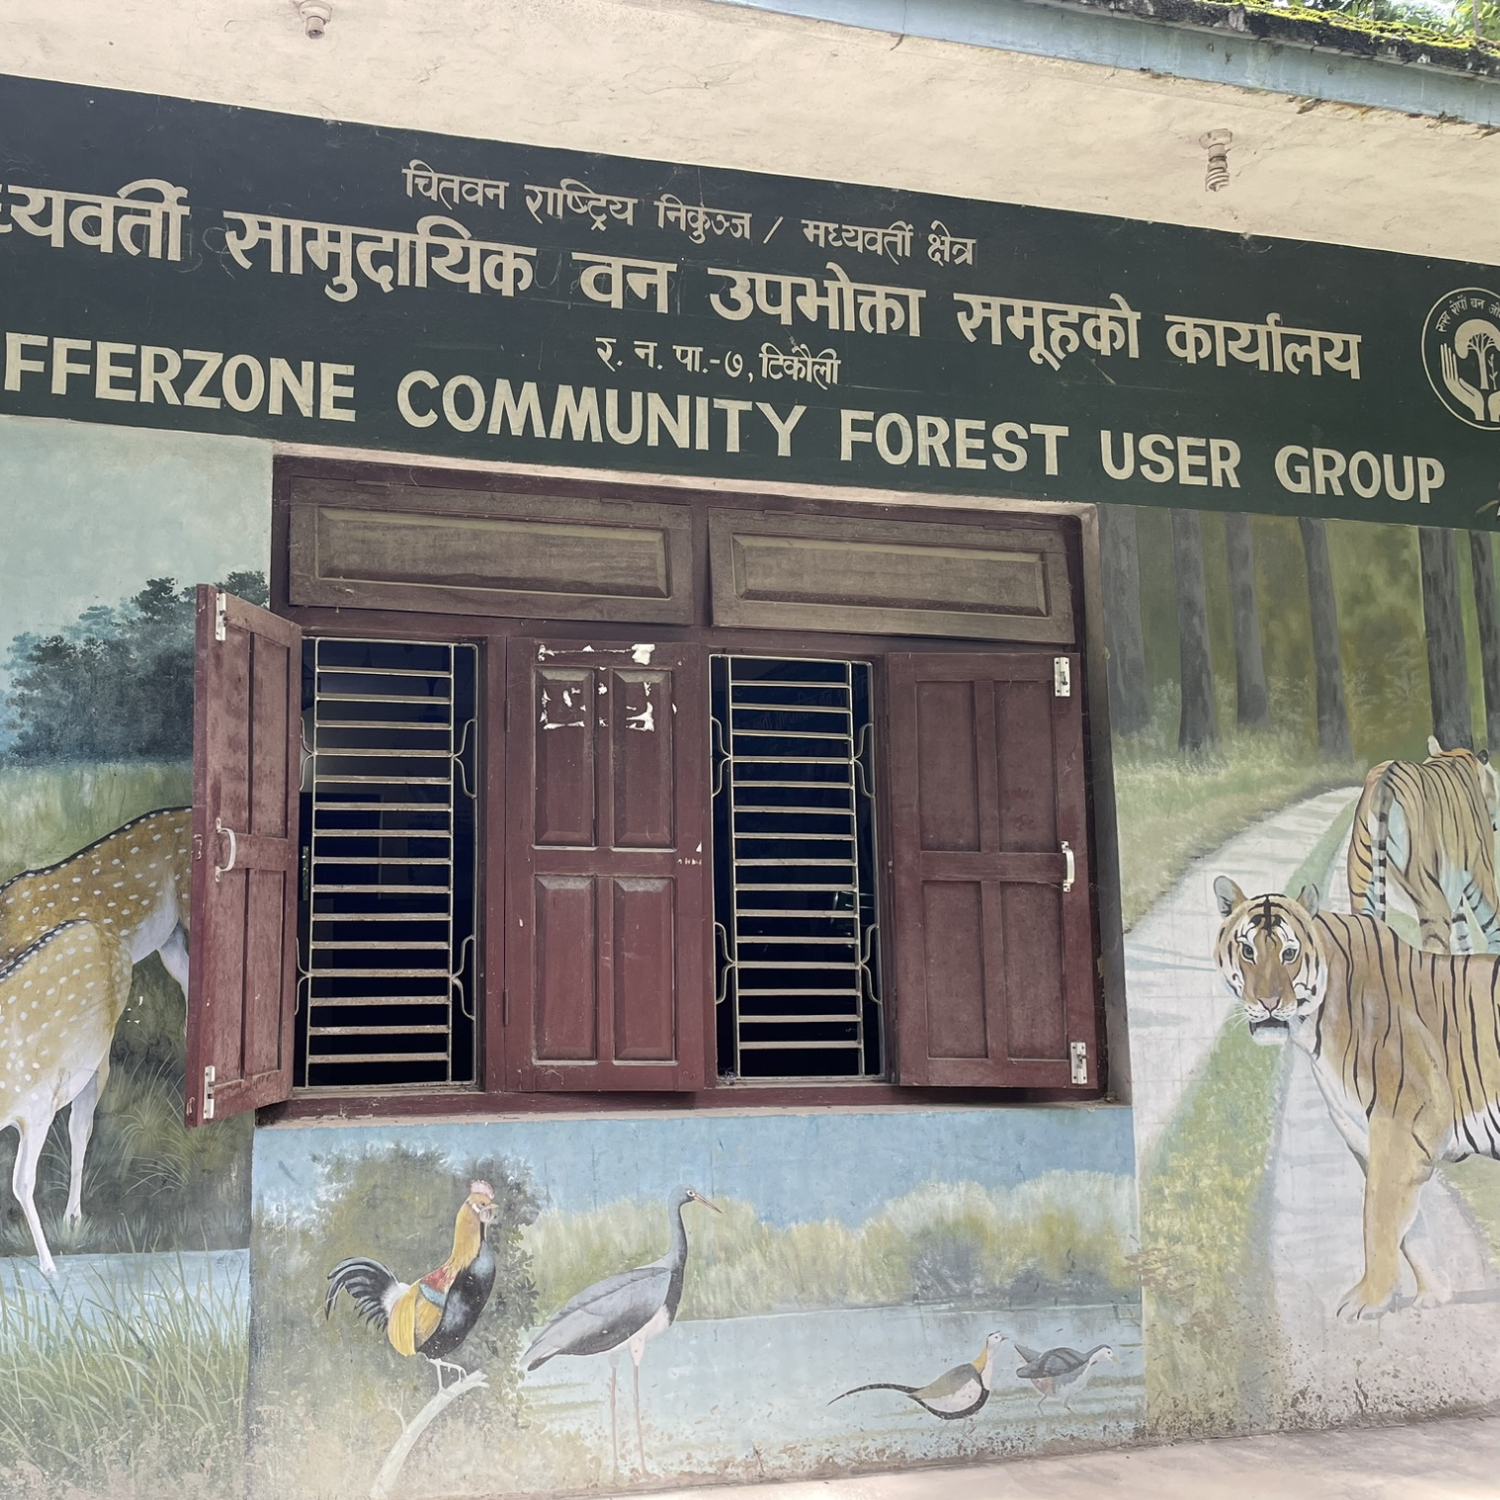 चितवन राष्ट्रिय निकुञ्ज / मध्यवर्ती क्षेत्र
ध्यवर्ती सामुदायिक वन उपभोक्ता समूहको कार्यालय
र. न. पा.-७, टिकौली
FFERZONE COMMUNITY FOREST USER GROUP